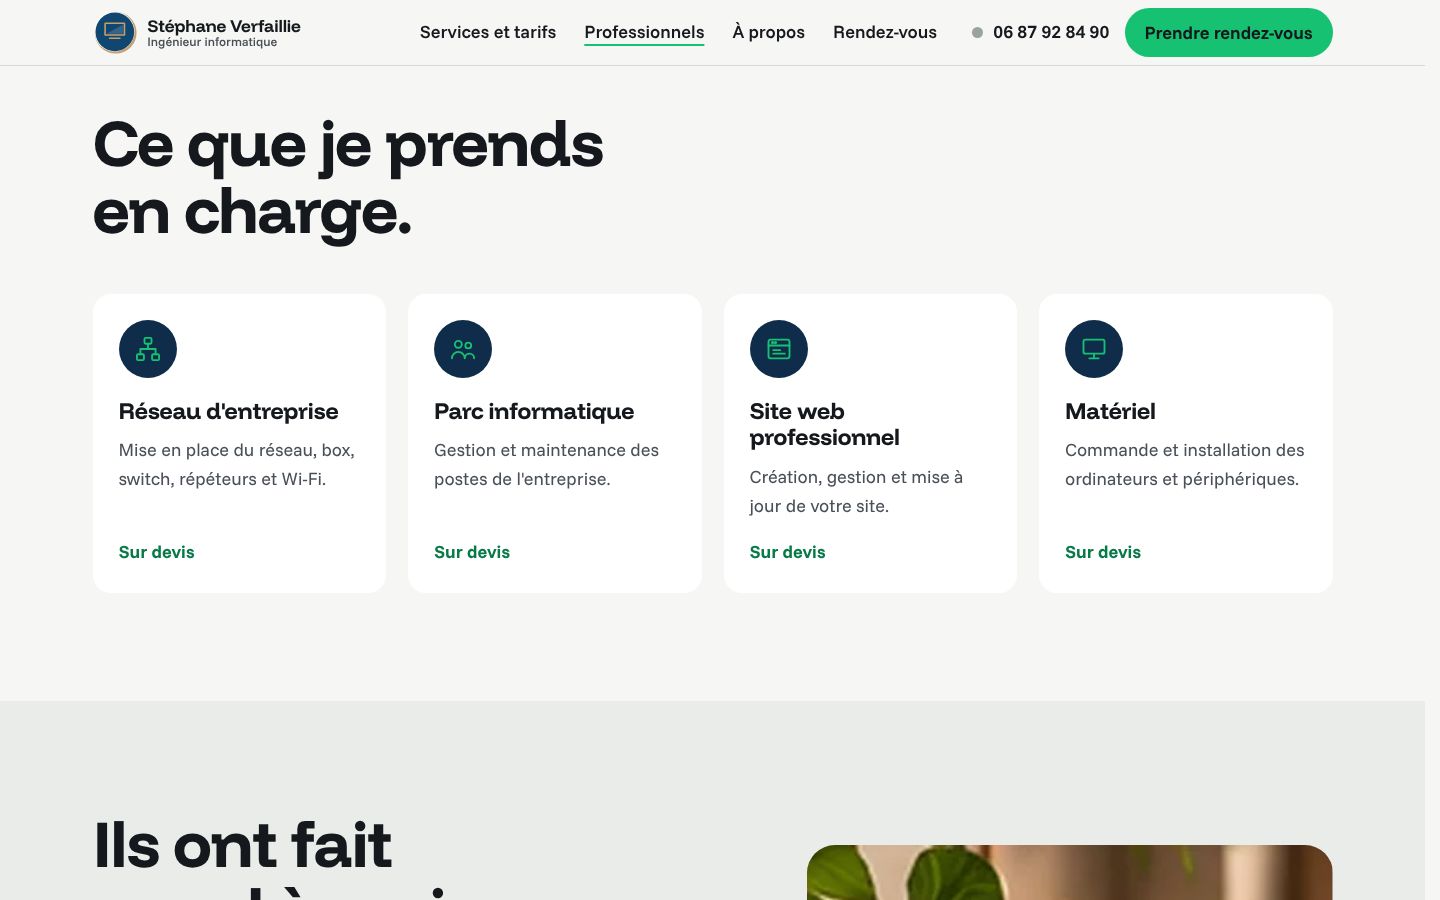 Stéphane Verfaillie
Ingénieur informatique
Services et tarifs
Professionnels
À propos
Rendez-vous
06 87 92 84 90
Prendre rendez-vous
Ce que je prends
en charge.
Réseau d'entreprise
Mise en place du réseau, box,
switch, répéteurs et Wi-Fi.
Sur devis
Parc informatique
Gestion et maintenance des
postes de l'entreprise.
Sur devis
Site web
professionnel
Création, gestion et mise à
jour de votre site.
Sur devis
Matériel
Commande et installation des
ordinateurs et périphériques.
Sur devis
Ils ont fait